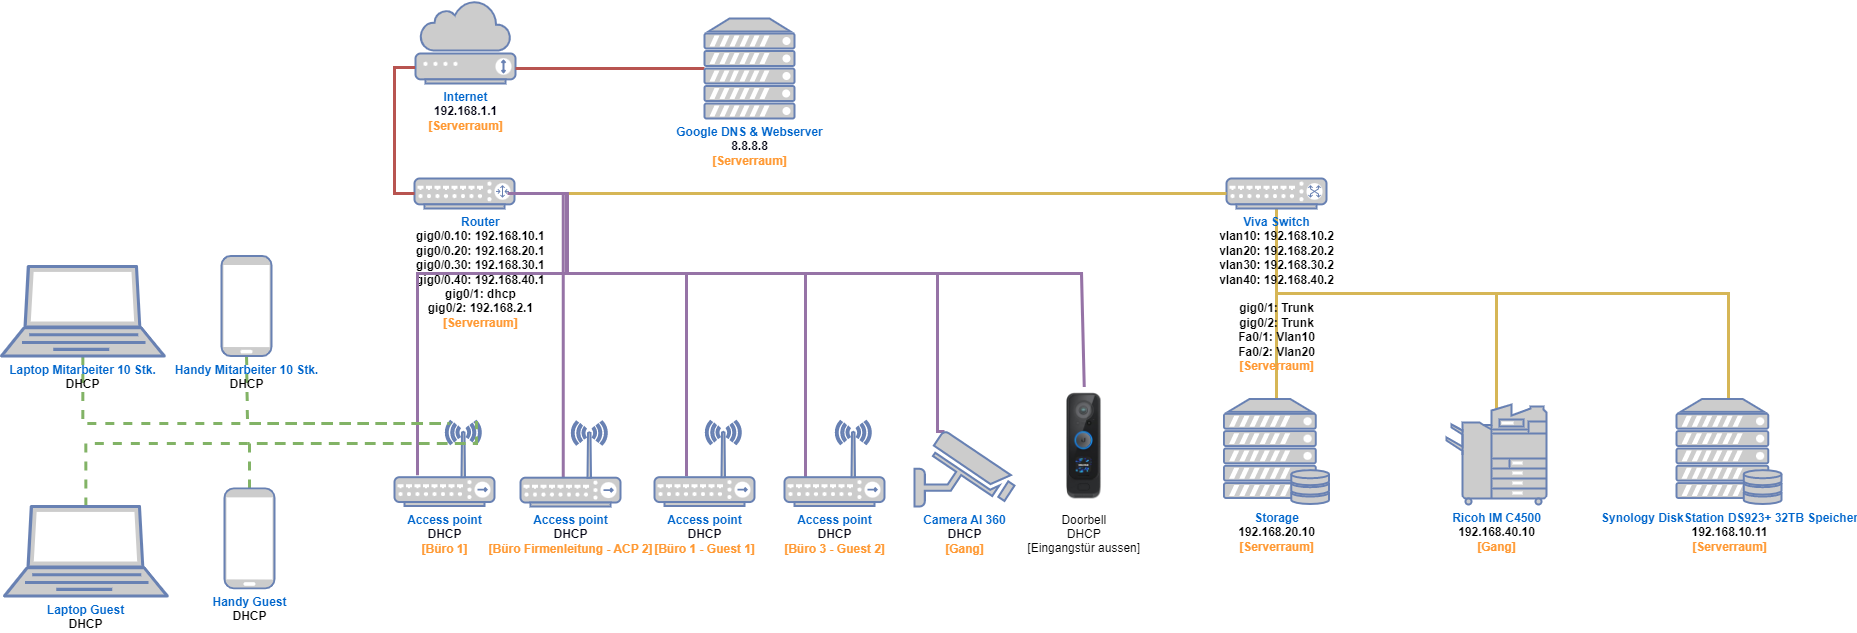 Internet
192.168.1.1
[Serverraum]
Google DNS & Webserver
8.8.8.8
[Serverraum]
Router
gig0/0.10: 192.168.10.1
gig0/0.20: 192.168.20.1
gig0/0.30: 192.168.30.1
gig0/0.40: 192.168.40.1
gig0/1: dhcp
gig0/2: 192.168.2.1
[Serverraum]
Viva Switch
vlan10: 192.168.10.2
vlan20: 192.168.20.2
vlan30: 192.168.30.2
vlan40: 192.168.40.2
gig0/1: Trunk
gig0/2: Trunk
Fa0/1: Vlan10
Fa0/2: Vlan20
[Serverraum]
Laptop Mitarbeiter 10 Stk.
DHCP
Handy Mitarbeiter 10 Stk.
DHCP
Access point
DHCP
[Büro 1]
Access point
DHCP
[Büro Firmenleitung - ACP 2]
Access point
DHCP
[Büro 1 - Guest 1]
Access point
DHCP
[Büro 3 - Guest 2]
Camera AI 360
DHCP
[Gang]
Doorbell
DHCP
[Eingangstür aussen]
Storage
192.168.20.10
[Serverraum]
Ricoh IM C4500
192.168.40.10
[Gang]
Synology DiskStation DS923+ 32TB Speicher
192.168.10.11
[Serverraum]
Laptop Guest
DHCP
Handy Guest
DHCP